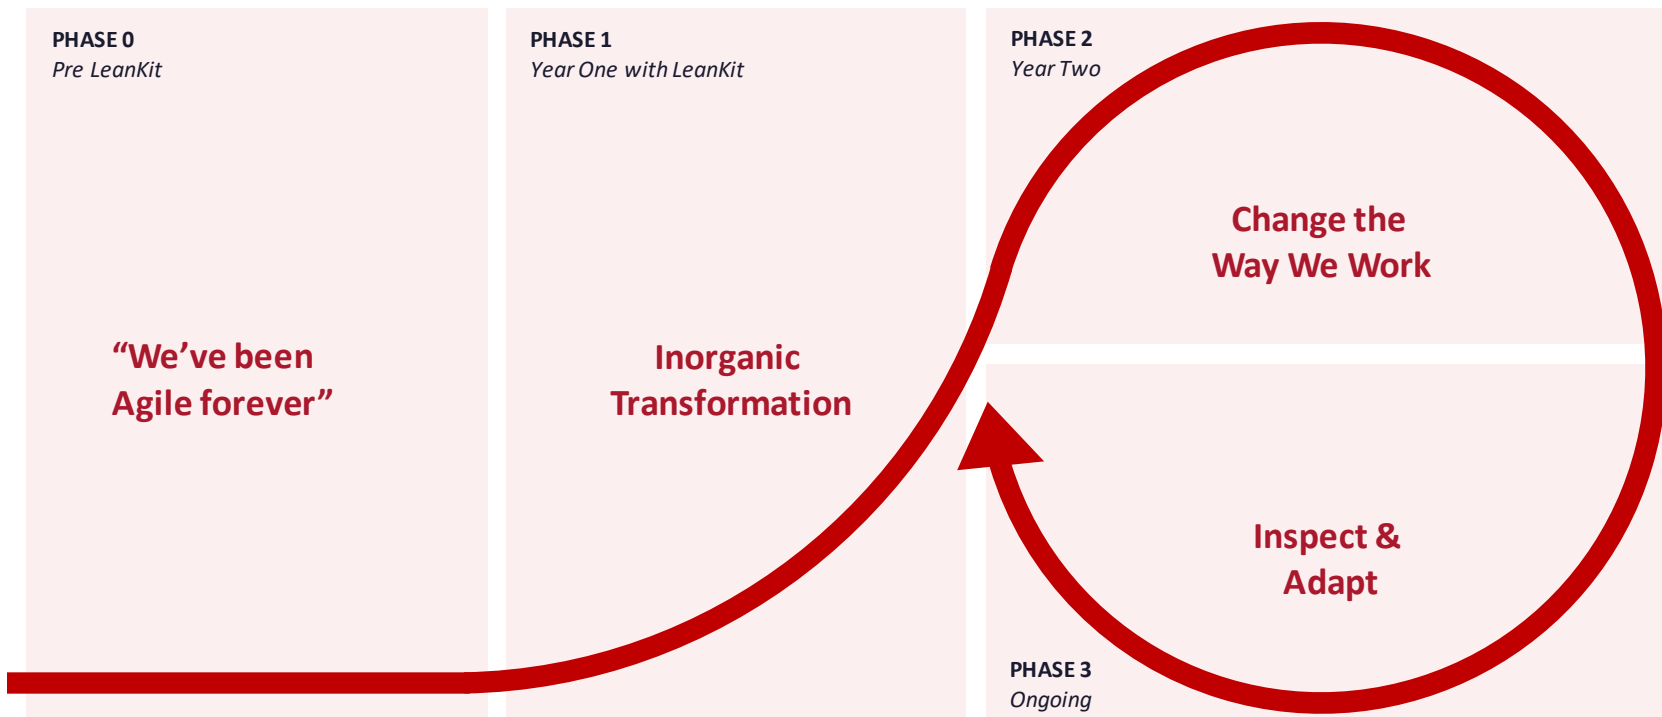 PHASE 0
Pre LeanKit
“We’ve been
Agile forever”
PHASE 1
Year One with LeanKit
Inorganic
Transformation
PHASE 2
Year Two
Change the
Way We Work
Inspect &
Adapt
PHASE 3
Ongoing